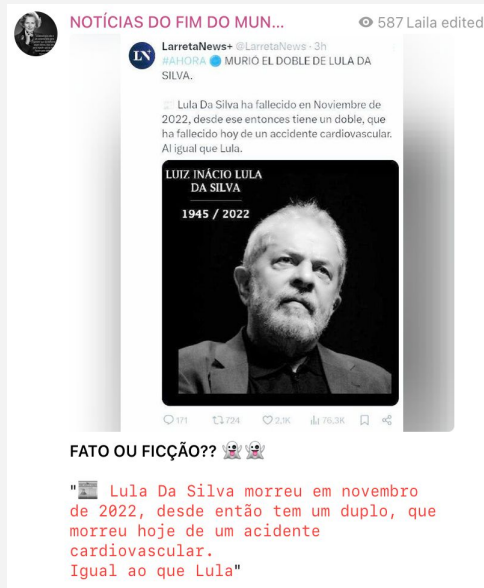 NOTÍCIAS DO FIM DO MUN...
587 Laila edited
LN
LarretaNews+ @LarretaNews · 3h
#AHORA MURIÓ EL DOBLE DE LULA DA
SILVA.
Lula Da Silva ha fallecido en Noviembre de
2022, desde ese entonces tiene un doble, que
ha fallecido hoy de un accidente cardiovascular.
Al igual que Lula.
LUIZ INÁCIO LULA
DA SILVA
1945 / 2022
171 724 2.1K 76.3K
FATO OU FICÇÃO?? 👻👻
"📰 Lula Da Silva morreu em novembro
de 2022, desde então tem um duplo, que
morreu hoje de um acidente
cardiovascular.
Igual ao que Lula"